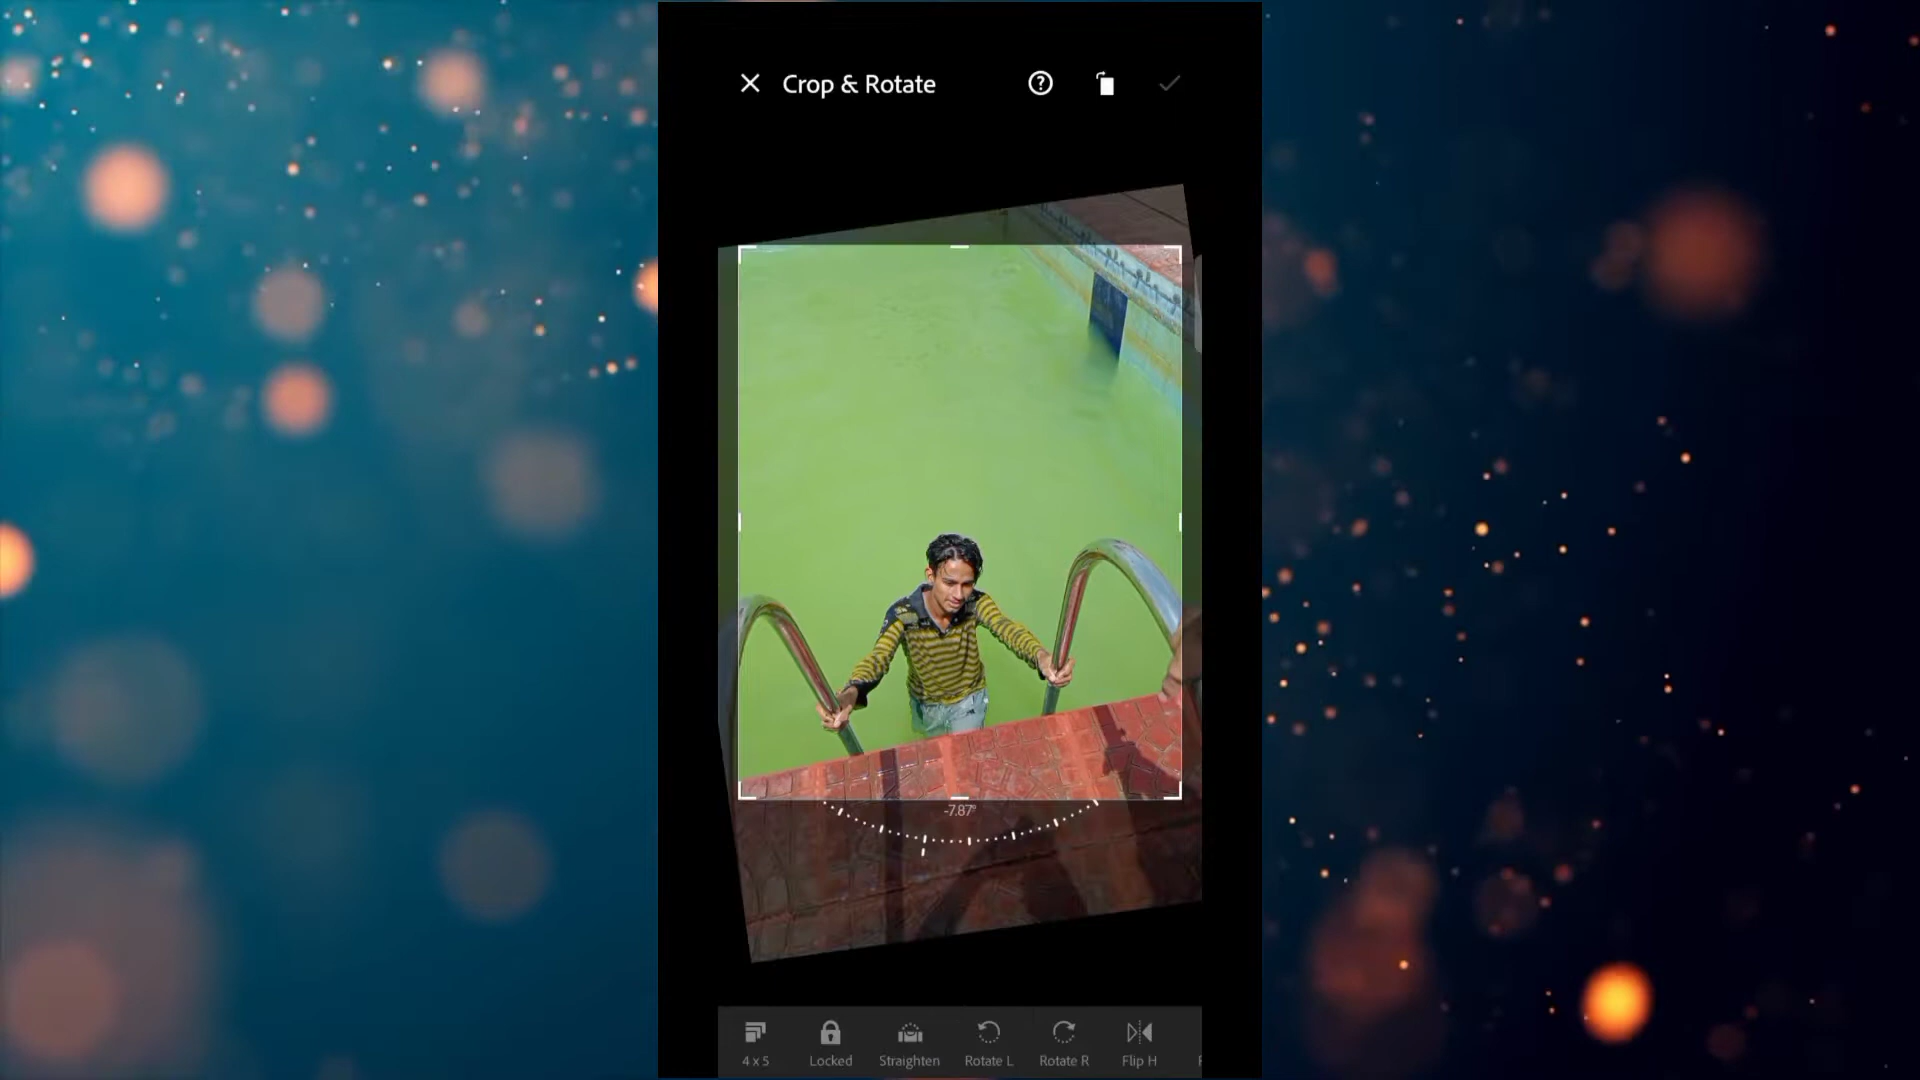 Crop & Rotate
-7.87°
4 x 5
Locked
Straighten
Rotate L
Rotate R
Flip H